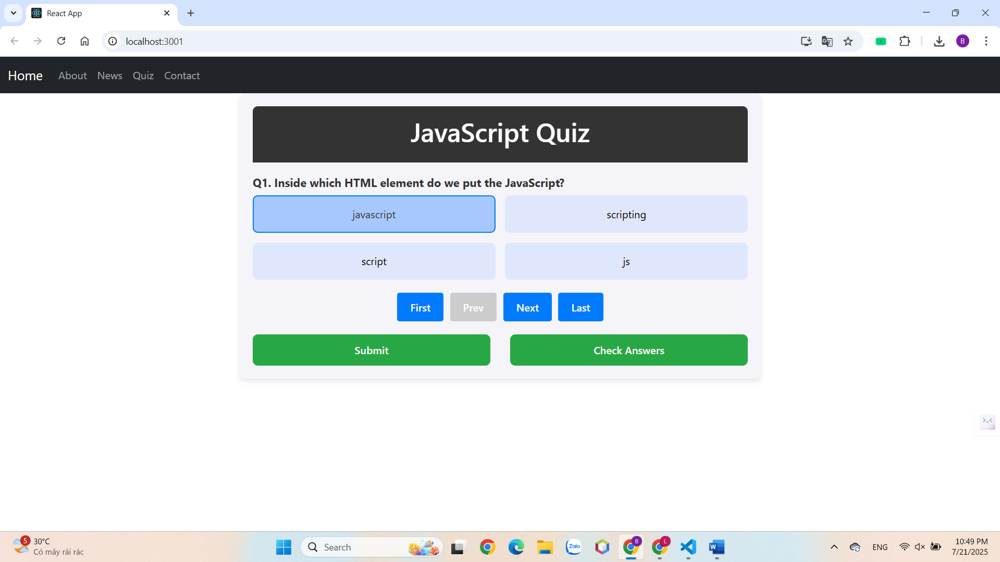 React App
localhost:3001
B
Home About News Quiz Contact
JavaScript Quiz
Q1. Inside which HTML element do we put the JavaScript?
javascript scripting
script js
First Prev Next Last
Submit Check Answers
5
30°C
Có mây rải rác
Search
Zalo
B
L
W
ENG
10:49 PM
7/21/2025